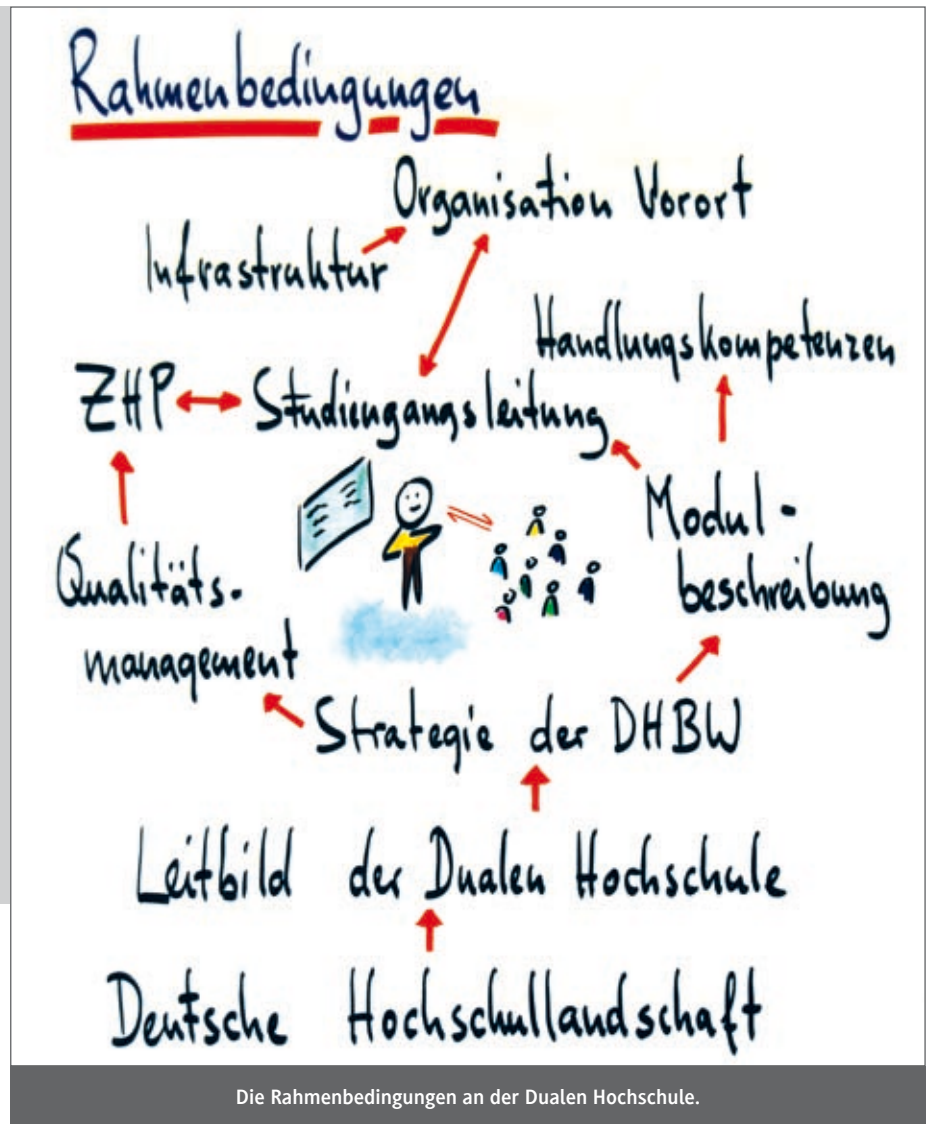 Rahmenbedingungen
Organisation Vorort
Infrastruktur
Handlungskompetenzen
ZHP
Studiengangsleitung
Modul-
beschreibung
Qualitäts-
management
Strategie der DHBW
Leitbild der Dualen Hochschule
Deutsche Hochschullandschaft
Die Rahmenbedingungen an der Dualen Hochschule.